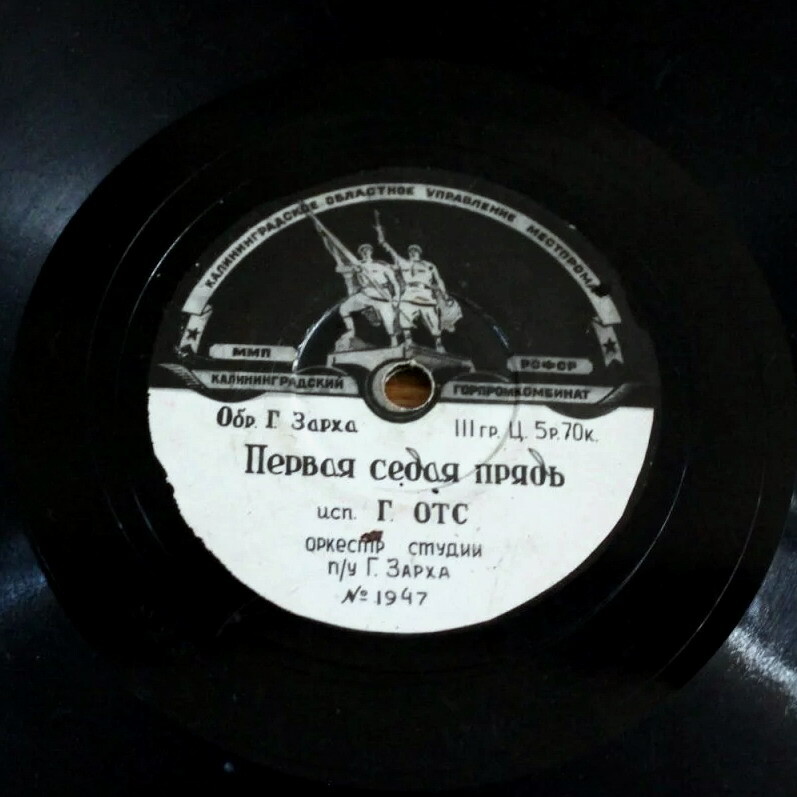 КАЛИНИНГРАДСКОЕ ОБЛАСТНОЕ УПРАВЛЕНИЕ МЕСТПРОМА
ММП РСФСР
КАЛИНИНГРАДСКИЙ ГОРПРОМКОМБИНАТ
Обр. Г. Зарха III гр. Ц. 5р.70к.
Первая седая прядь
исп. Г. ОТС
оркестр студии
п/у Г. Зарха
№ 1947